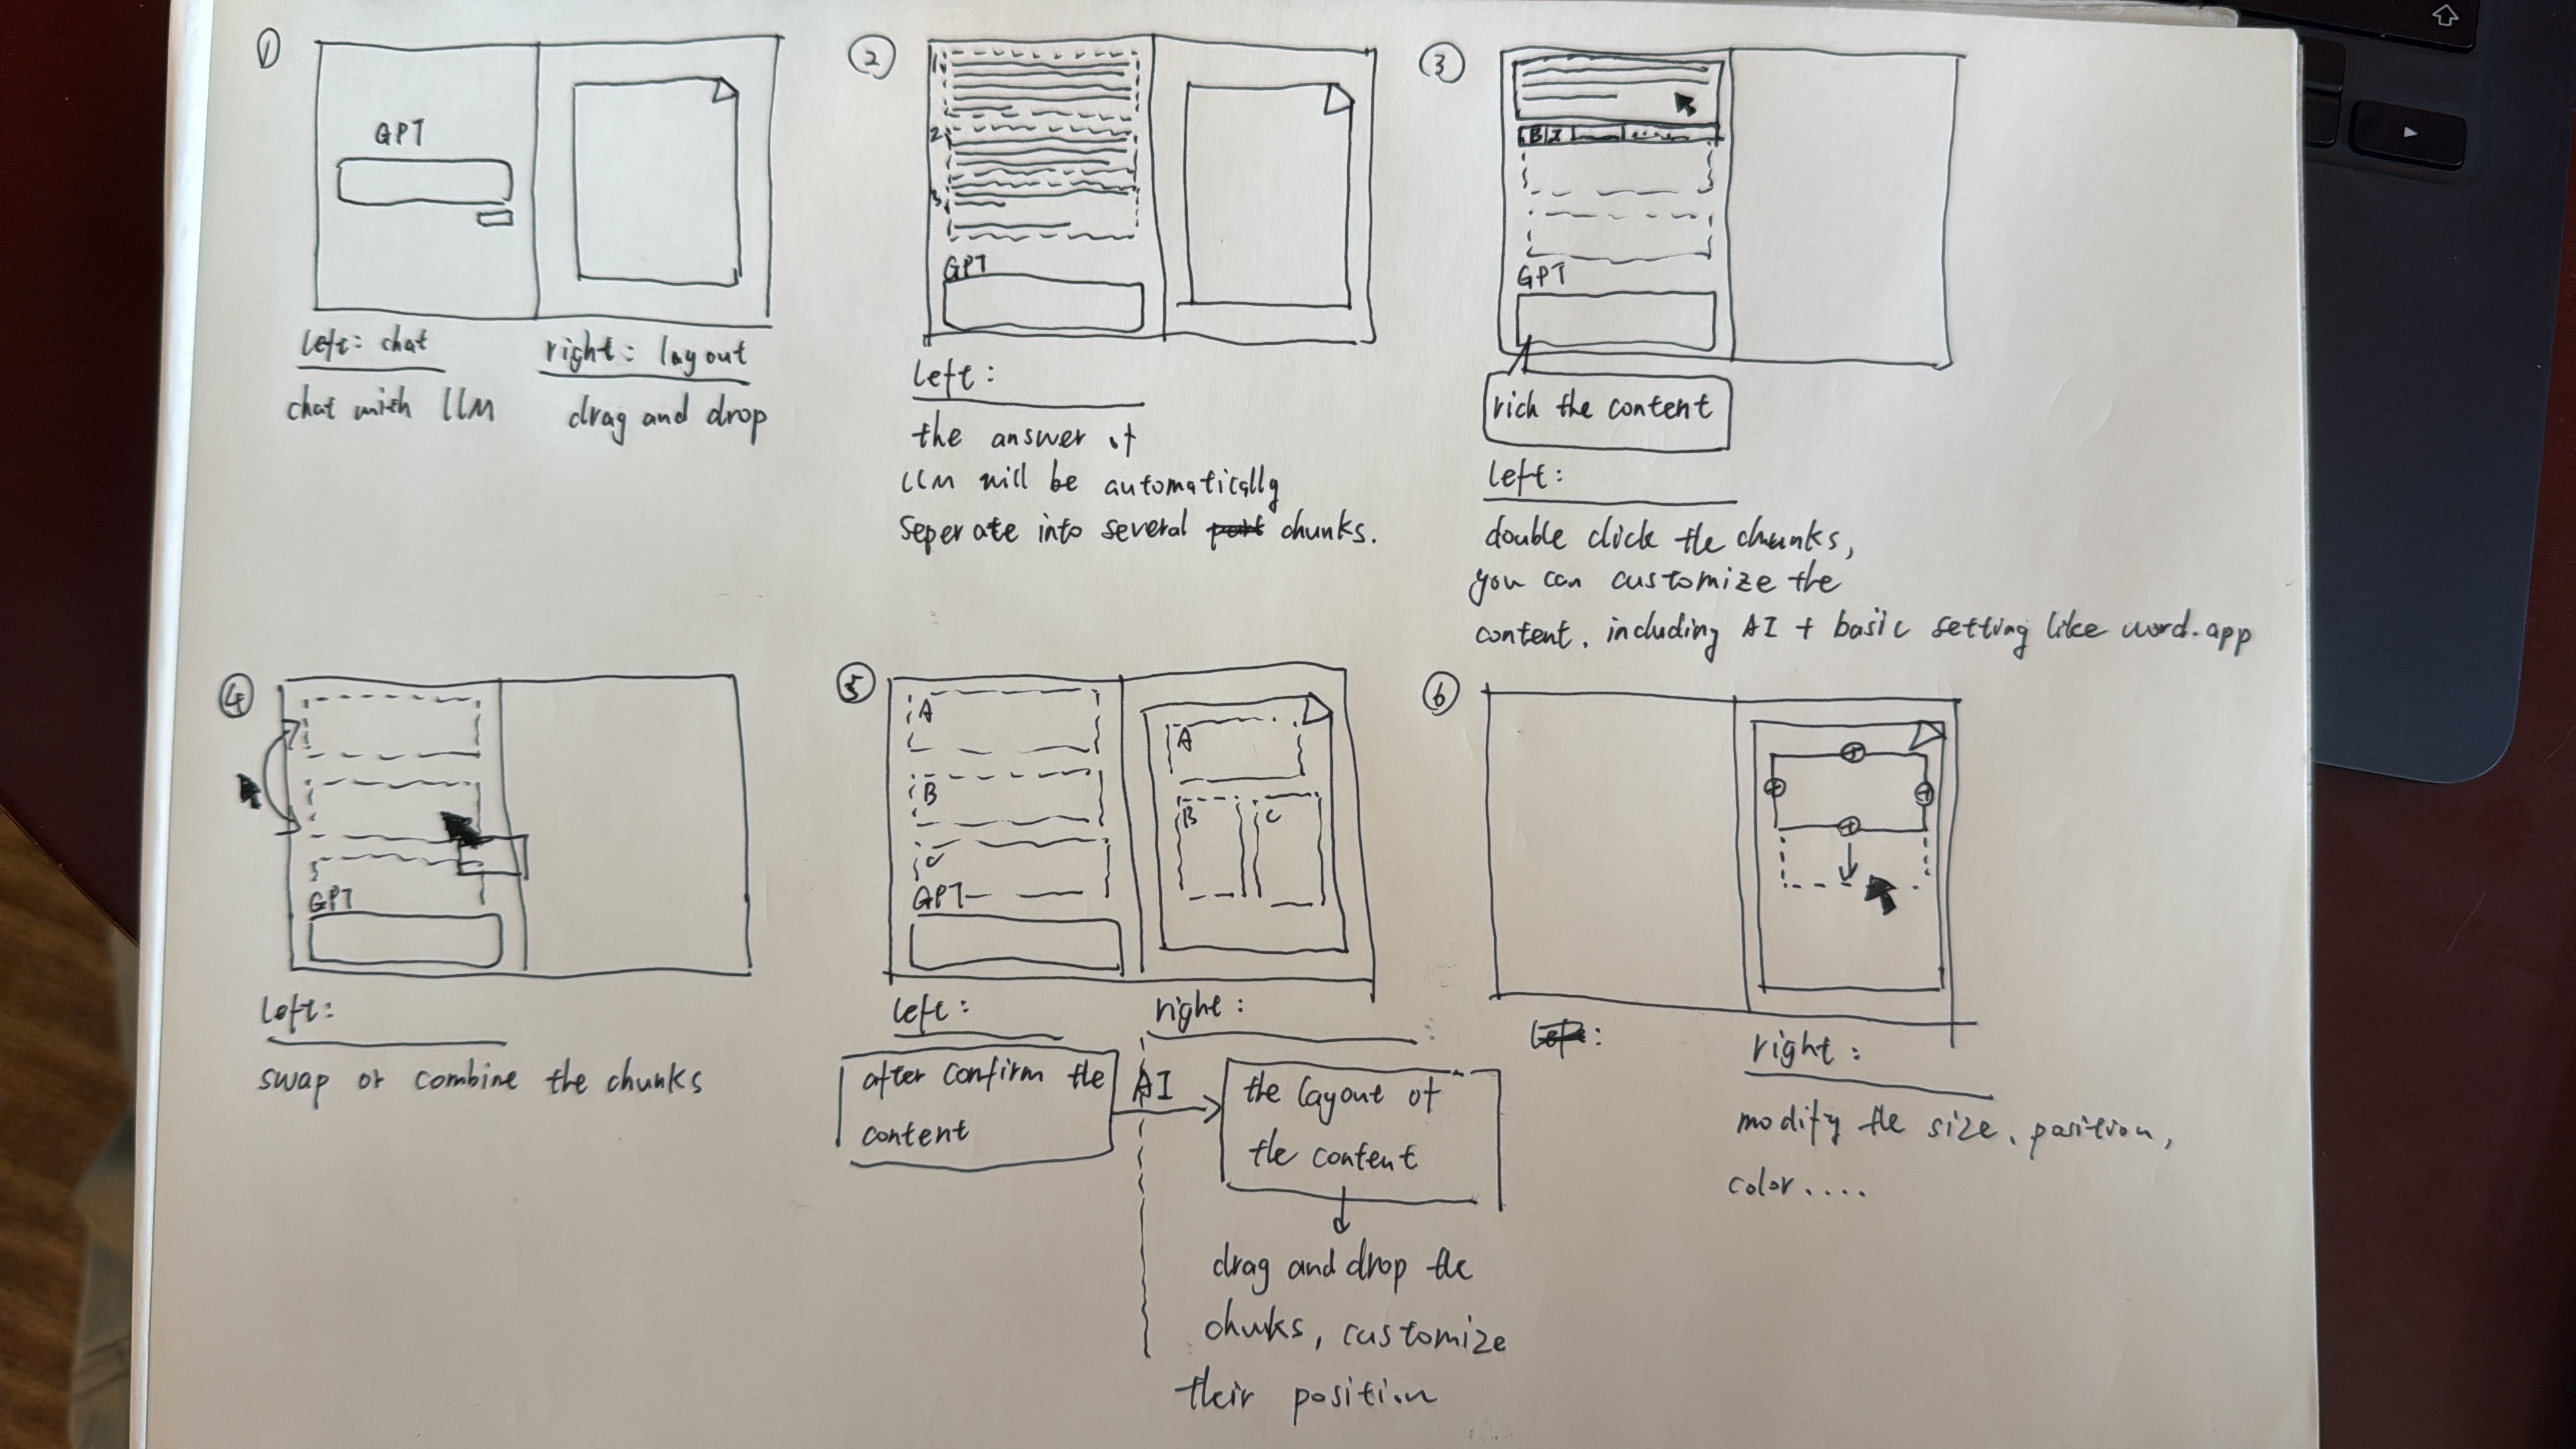 ①
GPT
left: chat
chat with LLM
right: layout
drag and drop
②
1.
2.
3.
GPT
left:
the answer of
LLM will be automatically
seperate into several chunks.
③
B I
GPT
rich the content
left:
double click the chunks,
you can customize the
content. including AI + basic setting like word.app
④
GPT
left:
swap or combine the chunks
⑤
A
B
C
GPT
A
B
C
left:
after confirm the
content
AI
right:
the layout of
the content
drag and drop the
chuks, customize
their position
⑥
right:
modify the size, position,
color....